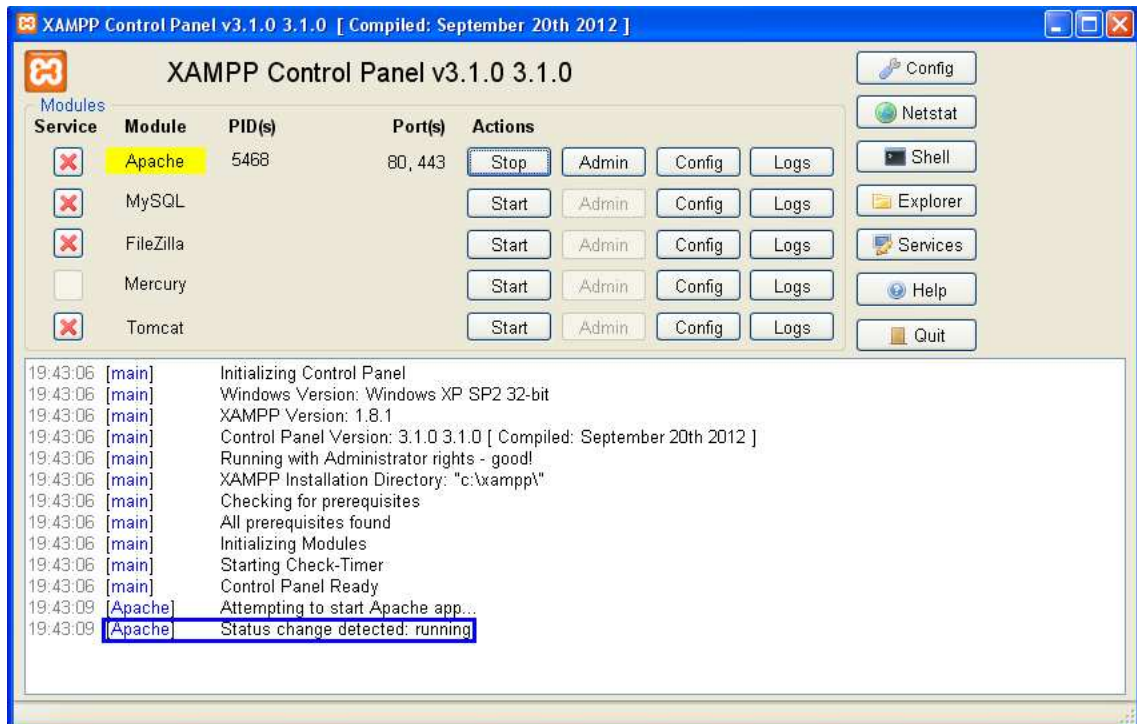 XAMPP Control Panel v3.1.0 3.1.0 [ Compiled: September 20th 2012 ]
XAMPP Control Panel v3.1.0 3.1.0
Config
Modules
Service Module PID(s) Port(s) Actions
Netstat
Apache 5468 80, 443 Stop Admin Config Logs
Shell
MySQL Start Admin Config Logs
Explorer
FileZilla Start Admin Config Logs
Services
Mercury Start Admin Config Logs
Help
Tomcat Start Admin Config Logs
Quit
19:43:06 [main] Initializing Control Panel
19:43:06 [main] Windows Version: Windows XP SP2 32-bit
19:43:06 [main] XAMPP Version: 1.8.1
19:43:06 [main] Control Panel Version: 3.1.0 3.1.0 [ Compiled: September 20th 2012 ]
19:43:06 [main] Running with Administrator rights - good!
19:43:06 [main] XAMPP Installation Directory: "c:\xampp\"
19:43:06 [main] Checking for prerequisites
19:43:06 [main] All prerequisites found
19:43:06 [main] Initializing Modules
19:43:06 [main] Starting Check-Timer
19:43:06 [main] Control Panel Ready
19:43:09 [Apache] Attempting to start Apache app...
19:43:09 [Apache] Status change detected: running